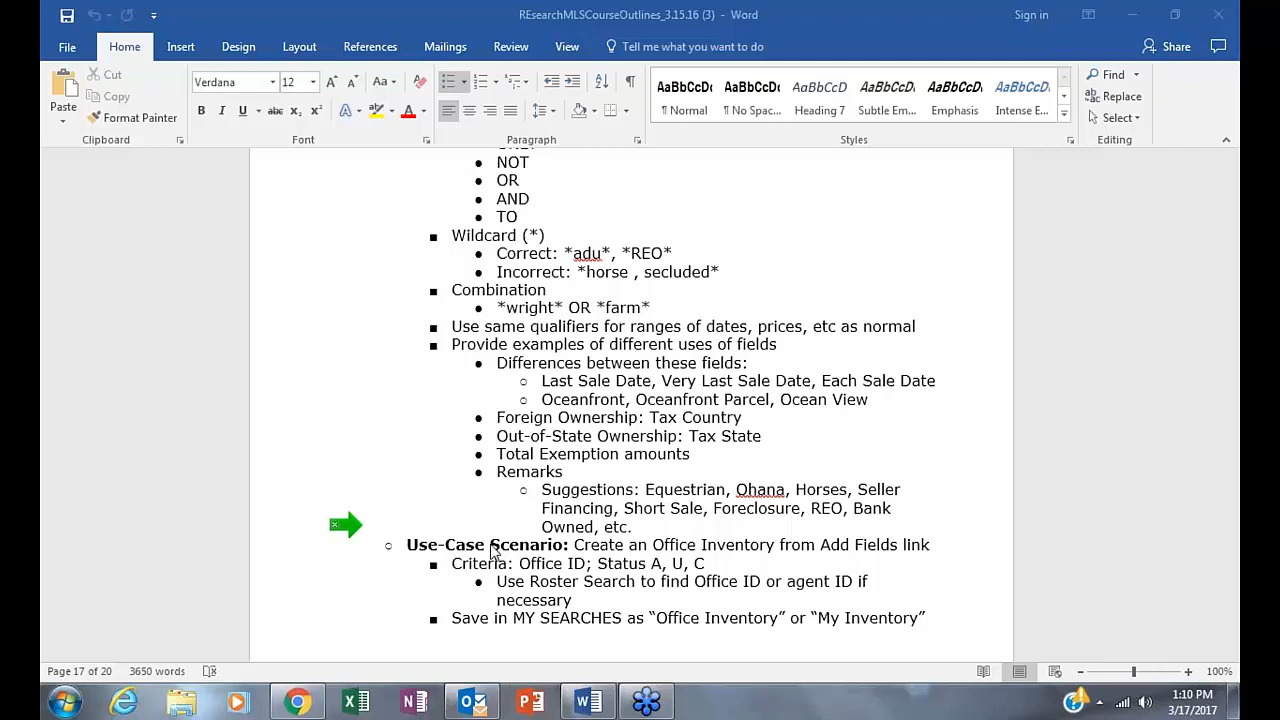 REsearchMLSCourseOutlines_3.15.16 (3) - Word
Sign in
File
Home
Insert
Design
Layout
References
Mailings
Review
View
Tell me what you want to do
Share
Paste
Cut
Copy
Format Painter
Clipboard
Verdana
12
Aa
B I U abc x₂ x²
A
A
Font
Paragraph
AaBbCcDc AaBbCcDc AaBbCcD AaBbCcDc AaBbCcDc AaBbCcDc
¶ Normal ¶ No Spac... Heading 7 Subtle Em... Emphasis Intense E...
Styles
Find
Replace
Select
Editing
• NOT
• OR
• AND
• TO
▪ Wildcard (*)
• Correct: *adu*, *REO*
• Incorrect: *horse , secluded*
▪ Combination
• *wright* OR *farm*
▪ Use same qualifiers for ranges of dates, prices, etc as normal
▪ Provide examples of different uses of fields
• Differences between these fields:
○ Last Sale Date, Very Last Sale Date, Each Sale Date
○ Oceanfront, Oceanfront Parcel, Ocean View
• Foreign Ownership: Tax Country
• Out-of-State Ownership: Tax State
• Total Exemption amounts
• Remarks
○ Suggestions: Equestrian, Ohana, Horses, Seller
Financing, Short Sale, Foreclosure, REO, Bank
Owned, etc.
○ Use-Case Scenario: Create an Office Inventory from Add Fields link
▪ Criteria: Office ID; Status A, U, C
• Use Roster Search to find Office ID or agent ID if
necessary
▪ Save in MY SEARCHES as “Office Inventory” or “My Inventory”
Page 17 of 20
3650 words
100%
1:10 PM
3/17/2017